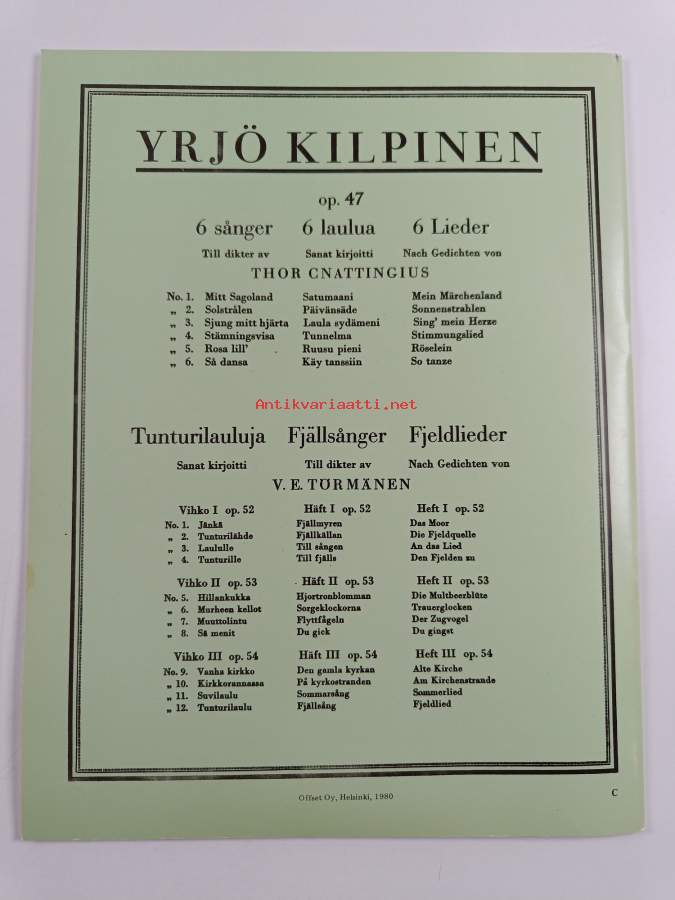 YRJÖ KILPINEN
op. 47
6 sånger 6 laulua 6 Lieder
Till dikter av Sanat kirjoitti Nach Gedichten von
THOR CNATTINGIUS
No. 1. Mitt Sagoland Satumaani Mein Märchenland
„ 2. Solstrålen Päivänsäde Sonnenstrahlen
„ 3. Sjung mitt hjärta Laula sydämeni Sing' mein Herze
„ 4. Stämningsvisa Tunnelma Stimmungslied
„ 5. Rosa lill' Ruusu pieni Röselein
„ 6. Så dansa Käy tanssiin So tanze
Antikvariaatti.net
Tunturilauluja Fjällsånger Fjeldlieder
Sanat kirjoitti Till dikter av Nach Gedichten von
V. E. TÖRMÄNEN
Vihko I op. 52 Häft I op. 52 Heft I op. 52
No. 1. Jänkä Fjällmyren Das Moor
„ 2. Tunturilähde Fjällkällan Die Fjeldquelle
„ 3. Laululle Till sången An das Lied
„ 4. Tunturille Till fjälls Den Fjelden zu
Vihko II op. 53 Häft II op. 53 Heft II op. 53
No. 5. Hillankukka Hjortronblomman Die Multbeerblüte
„ 6. Murheen kellot Sorgeklockorna Trauerglocken
„ 7. Muuttolintu Flyttfågeln Der Zugvogel
„ 8. Sä menit Du gick Du gingst
Vihko III op. 54 Häft III op. 54 Heft III op. 54
No. 9. Vanha kirkko Den gamla kyrkan Alte Kirche
„ 10. Kirkkorannassa På kyrkostranden Am Kirchenstrande
„ 11. Suvilaulu Sommarsång Sommerlied
„ 12. Tunturilaulu Fjällsång Fjeldlied
Offset Oy, Helsinki, 1980
C